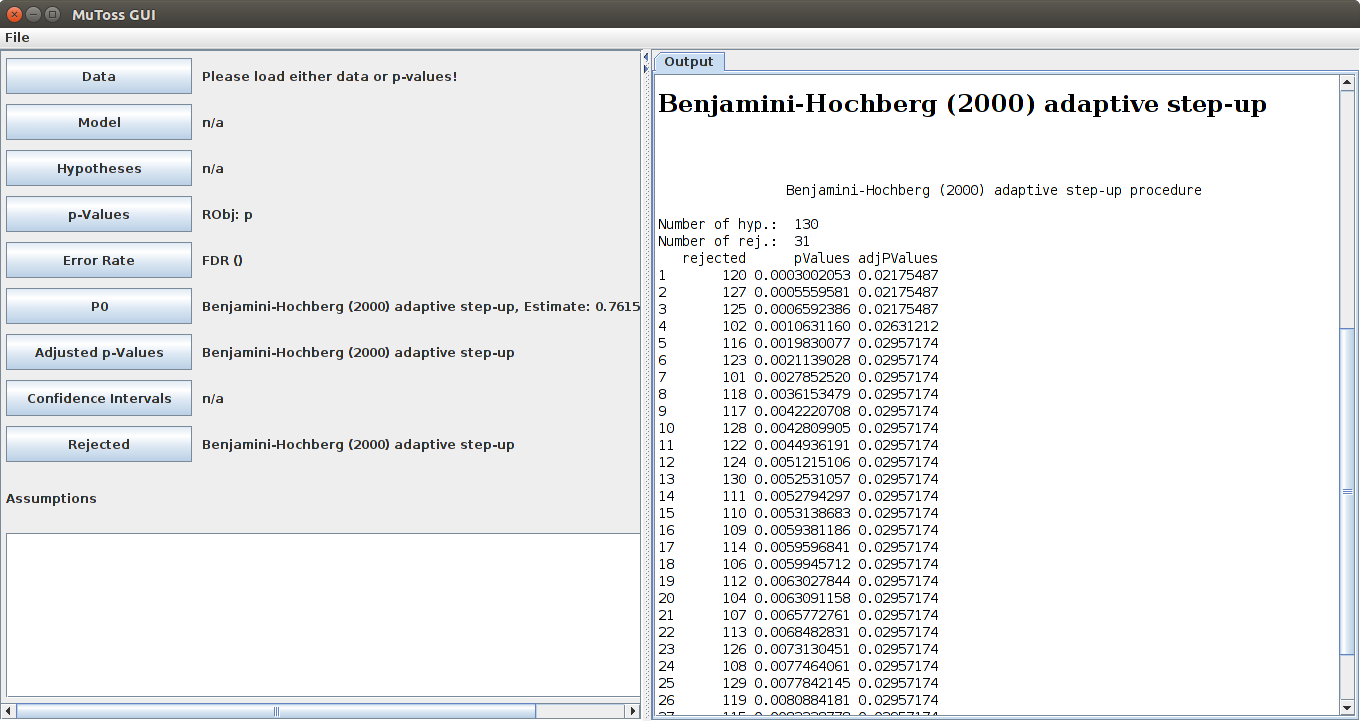 MuToss GUI
File
Data
Please load either data or p-values!
Model
n/a
Hypotheses
n/a
p-Values
RObj: p
Error Rate
FDR ()
P0
Benjamini-Hochberg (2000) adaptive step-up, Estimate: 0.7615
Adjusted p-Values
Benjamini-Hochberg (2000) adaptive step-up
Confidence Intervals
n/a
Rejected
Benjamini-Hochberg (2000) adaptive step-up
Assumptions
Output
Benjamini-Hochberg (2000) adaptive step-up
Benjamini-Hochberg (2000) adaptive step-up procedure
Number of hyp.: 130
Number of rej.: 31
rejected pValues adjPValues
1 120 0.0003002053 0.02175487
2 127 0.0005559581 0.02175487
3 125 0.0006592386 0.02175487
4 102 0.0010631160 0.02631212
5 116 0.0019830077 0.02957174
6 123 0.0021139028 0.02957174
7 101 0.0027852520 0.02957174
8 118 0.0036153479 0.02957174
9 117 0.0042220708 0.02957174
10 128 0.0042809905 0.02957174
11 122 0.0044936191 0.02957174
12 124 0.0051215106 0.02957174
13 130 0.0052531057 0.02957174
14 111 0.0052794297 0.02957174
15 110 0.0053138683 0.02957174
16 109 0.0059381186 0.02957174
17 114 0.0059596841 0.02957174
18 106 0.0059945712 0.02957174
19 112 0.0063027844 0.02957174
20 104 0.0063091158 0.02957174
21 107 0.0065772761 0.02957174
22 113 0.0068482831 0.02957174
23 126 0.0073130451 0.02957174
24 108 0.0077464061 0.02957174
25 129 0.0077842145 0.02957174
26 119 0.0080884181 0.02957174